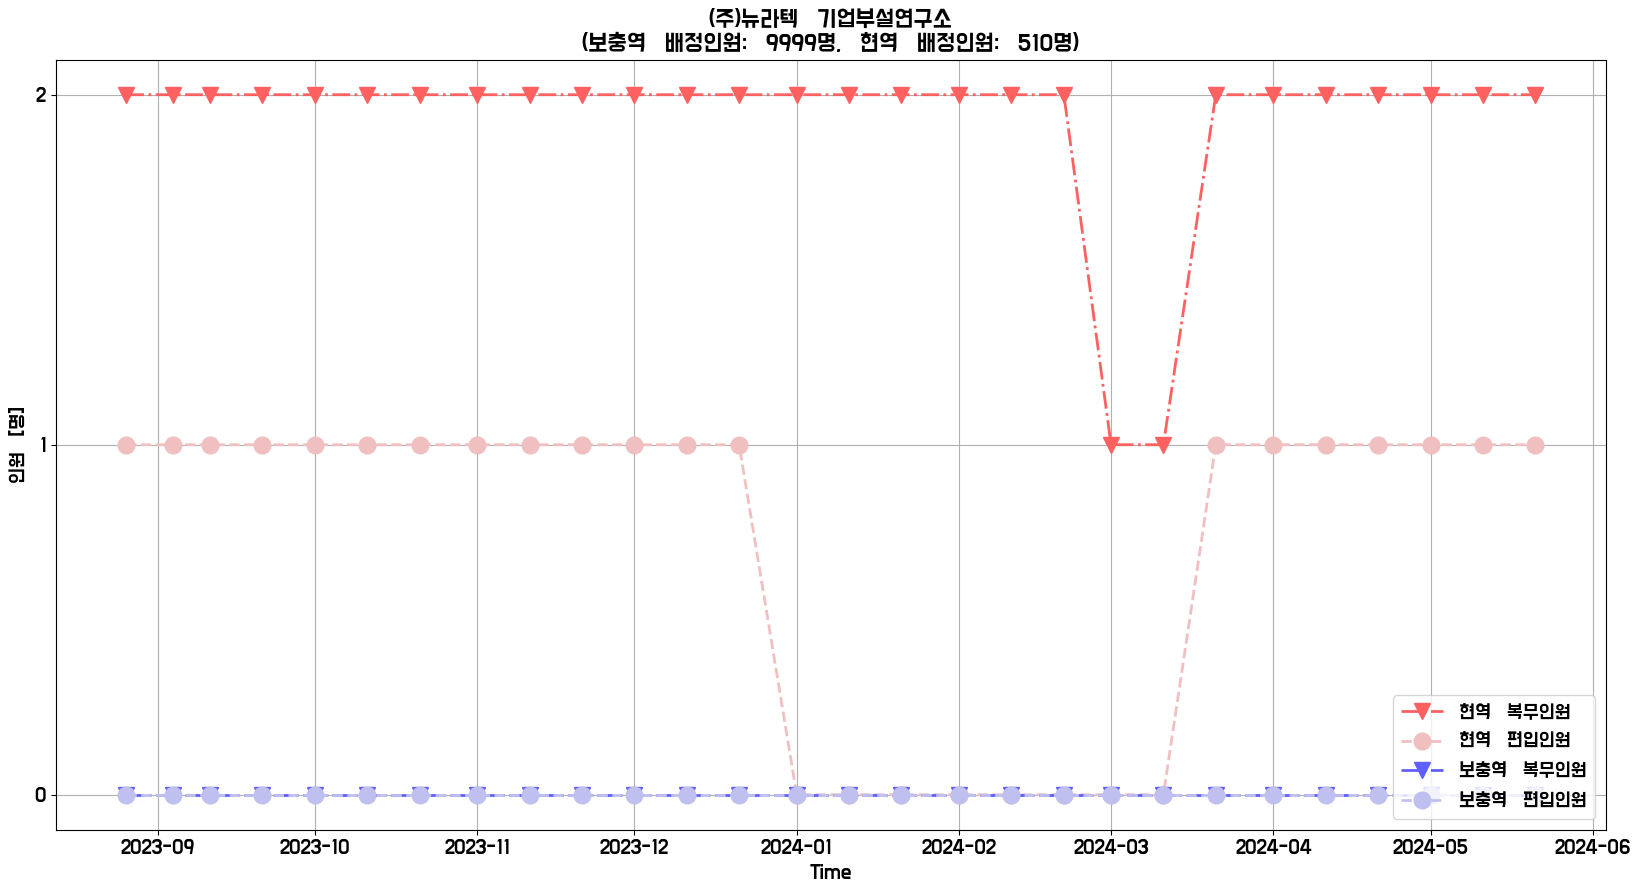 (주)뉴라텍 기업부설연구소
(보충역 배정인원: 9999명, 현역 배정인원: 510명)
인원 [명]
2
1
0
현역 복무인원
현역 편입인원
보충역 복무인원
보충역 편입인원
2023-09 2023-10 2023-11 2023-12 2024-01 2024-02 2024-03 2024-04 2024-05 2024-06
Time